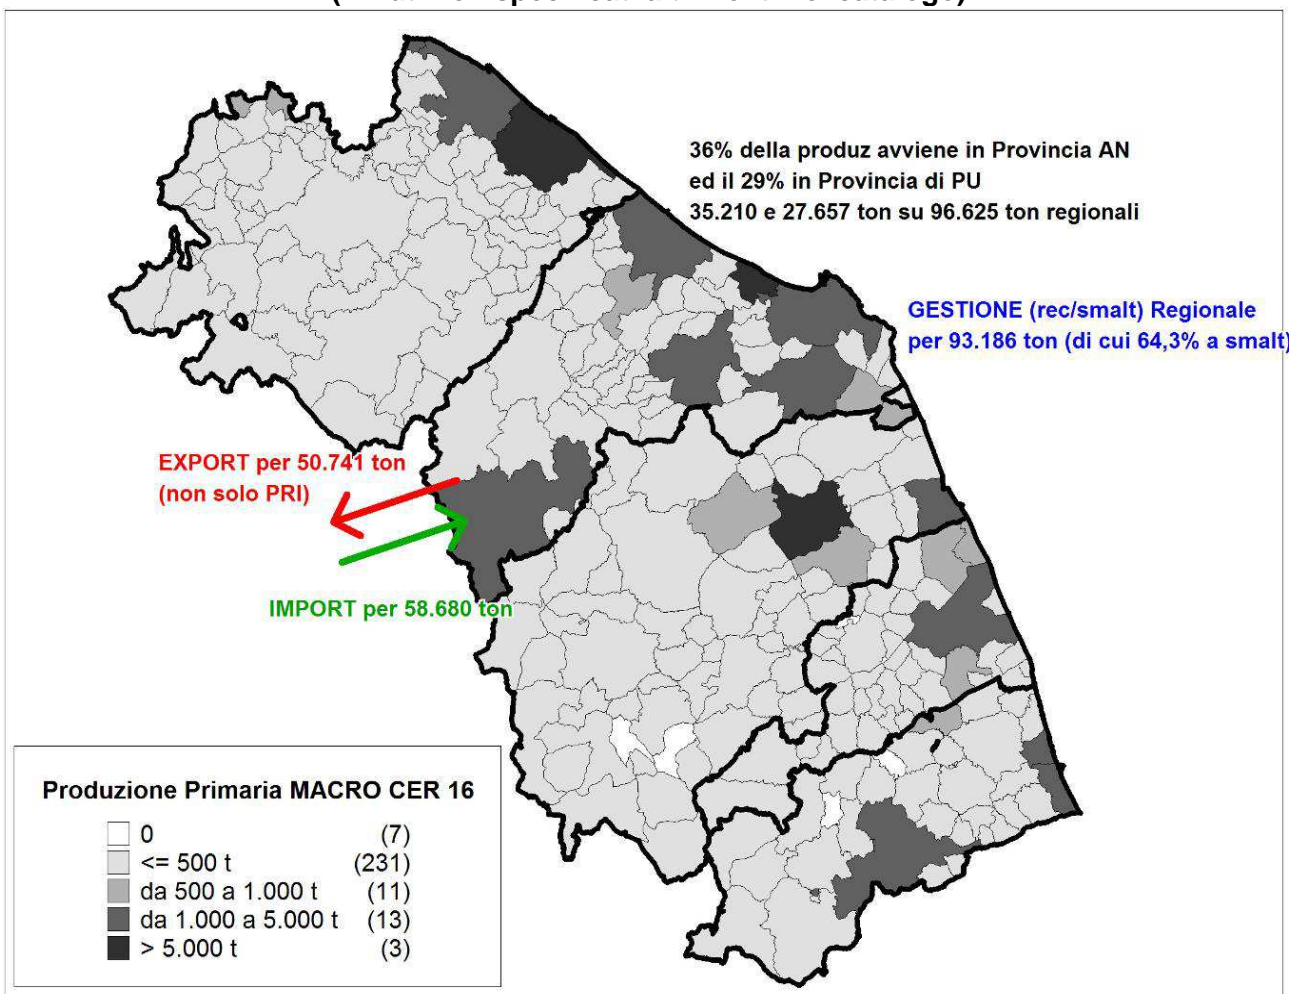 36% della produz avviene in Provincia AN
ed il 29% in Provincia di PU
35.210 e 27.657 ton su 96.625 ton regionali
GESTIONE (rec/smalt) Regionale
per 93.186 ton (di cui 64,3% a smalt)
EXPORT per 50.741 ton
(non solo PRI)
IMPORT per 58.680 ton
Produzione Primaria MACRO CER 16
0 (7)
<= 500 t (231)
da 500 a 1.000 t (11)
da 1.000 a 5.000 t (13)
> 5.000 t (3)